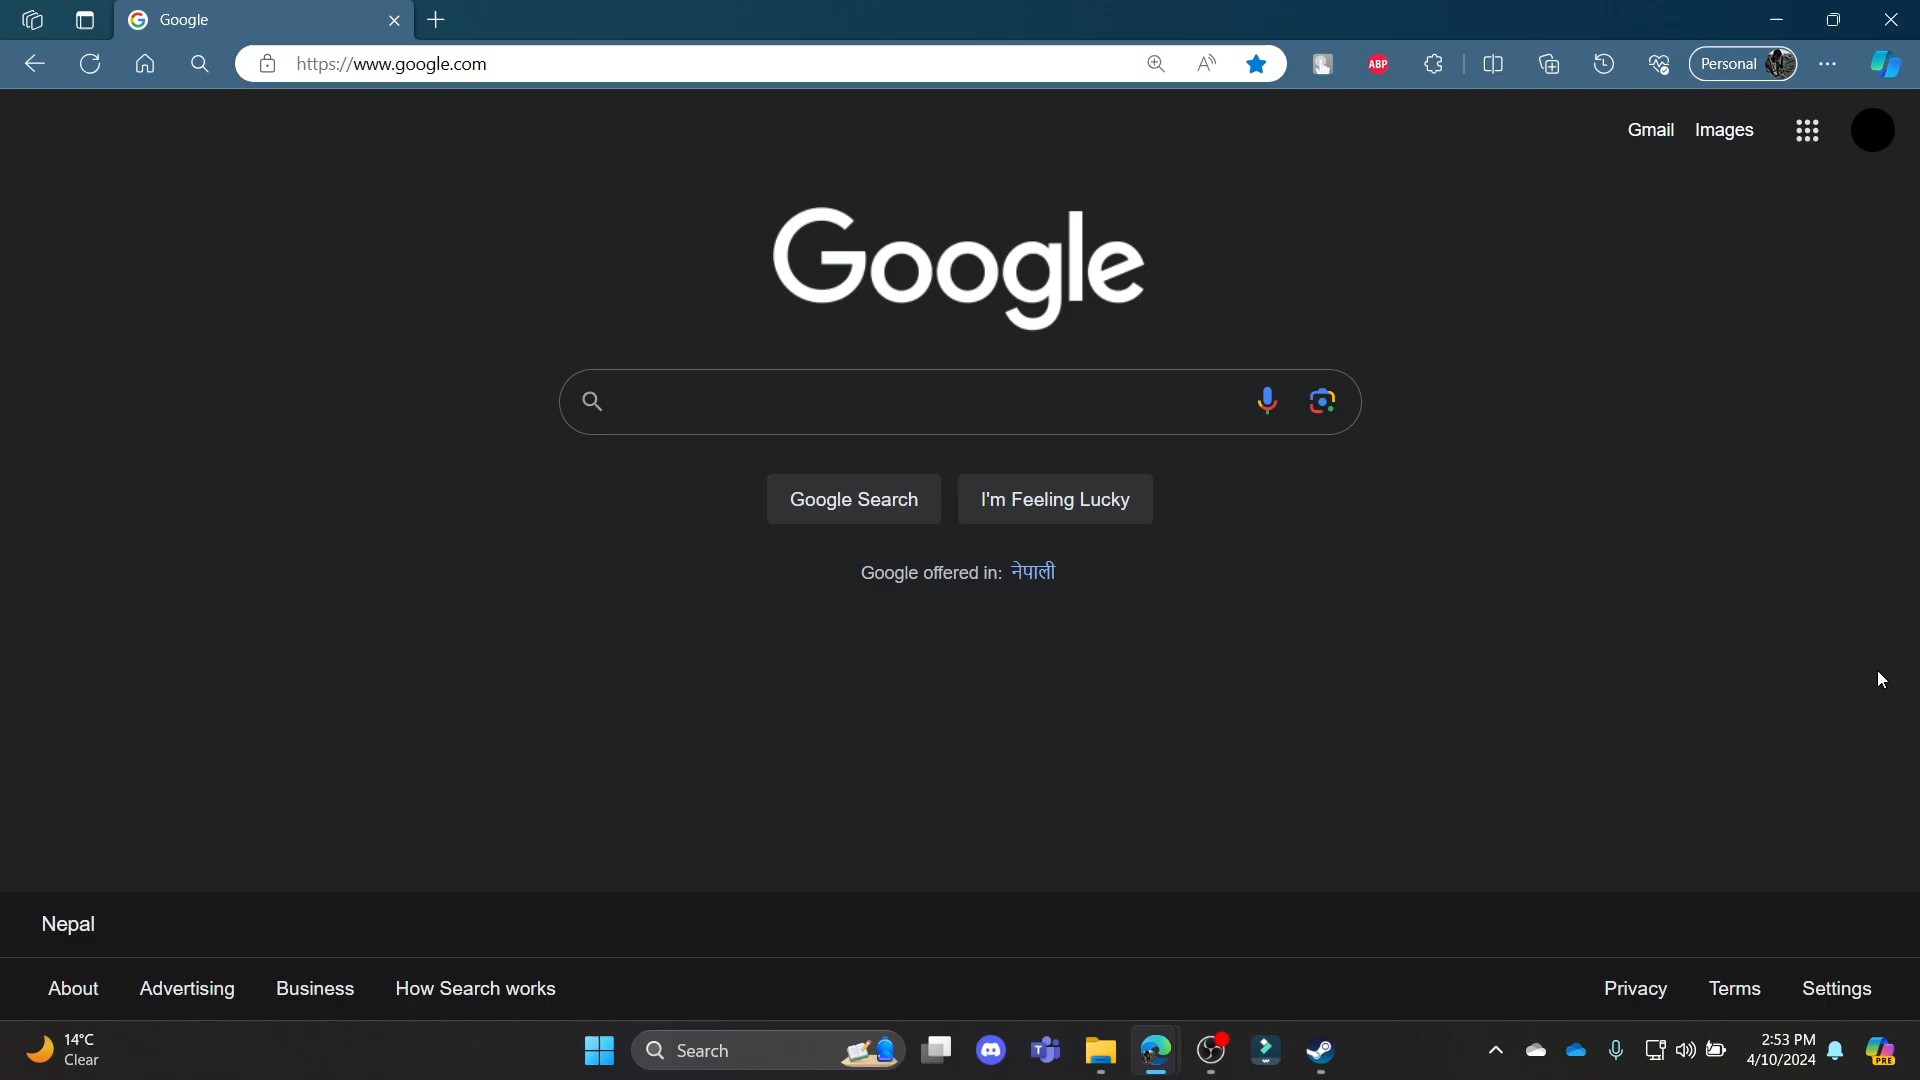 Google
https://www.google.com
ABP
Personal
Gmail Images
Google
Google Search I'm Feeling Lucky
Google offered in: नेपाली
Nepal
About Advertising Business How Search works Privacy Terms Settings
14°C
Clear
Search
2:53 PM
4/10/2024
PRE